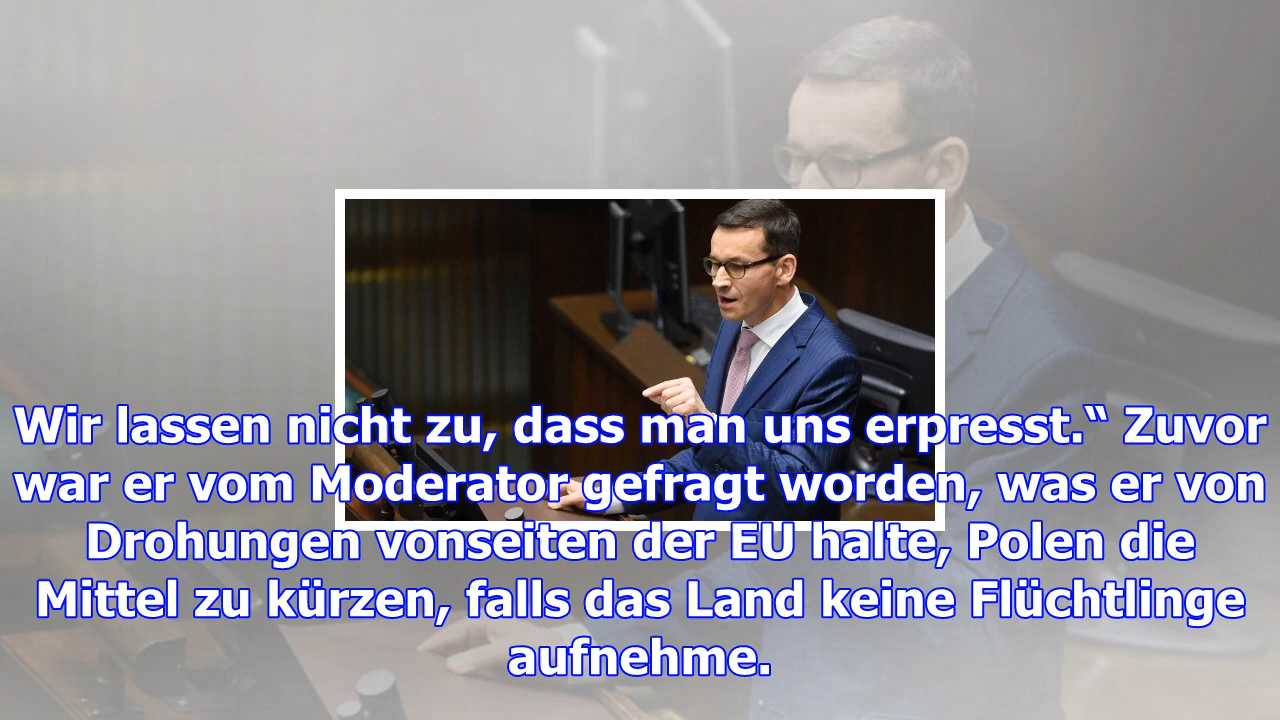 Wir lassen nicht zu, dass man uns erpresst.“ Zuvor
war er vom Moderator gefragt worden, was er von
Drohungen vonseiten der EU halte, Polen die
Mittel zu kürzen, falls das Land keine Flüchtlinge
aufnehme.